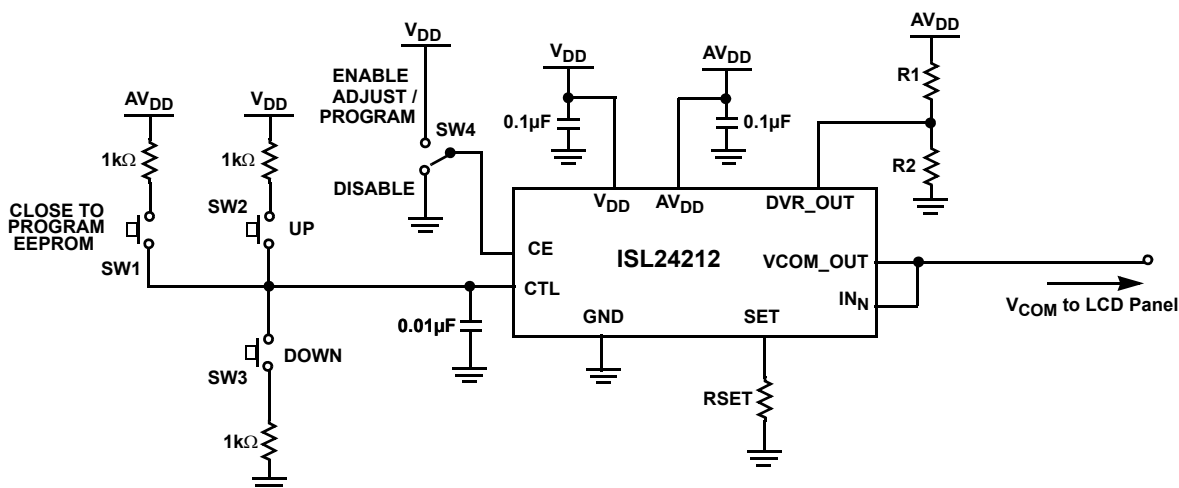 VDD
AVDD
VDD
AVDD
ENABLE
ADJUST /
PROGRAM
R1
AVDD
VDD
SW4
0.1µF
0.1µF
1kΩ
1kΩ
R2
DISABLE
CLOSE TO
PROGRAM
EEPROM
SW2
UP
VDD
AVDD
DVR_OUT
SW1
CE
ISL24212
VCOM_OUT
CTL
INN
0.01µF
GND
SET
VCOM to LCD Panel
DOWN
SW3
RSET
1kΩ